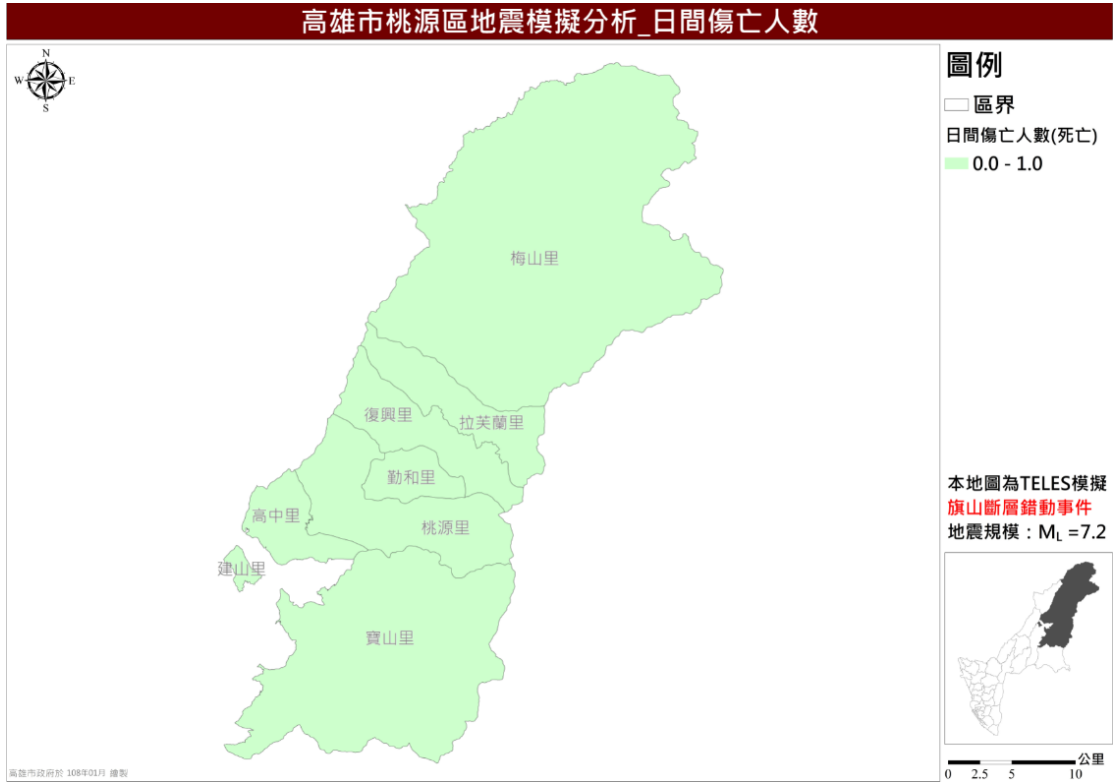 高雄市桃源區地震模擬分析_日間傷亡人數
N
W E
S
圖例
區界
日間傷亡人數(死亡)
0.0 - 1.0
梅山里
復興里
拉芙蘭里
勤和里
高中里
桃源里
建山里
寶山里
本地圖為TELES模擬
旗山斷層錯動事件
地震規模：ML =7.2
公里
0 2.5 5 10
高雄市政府於 108年01月 繪製